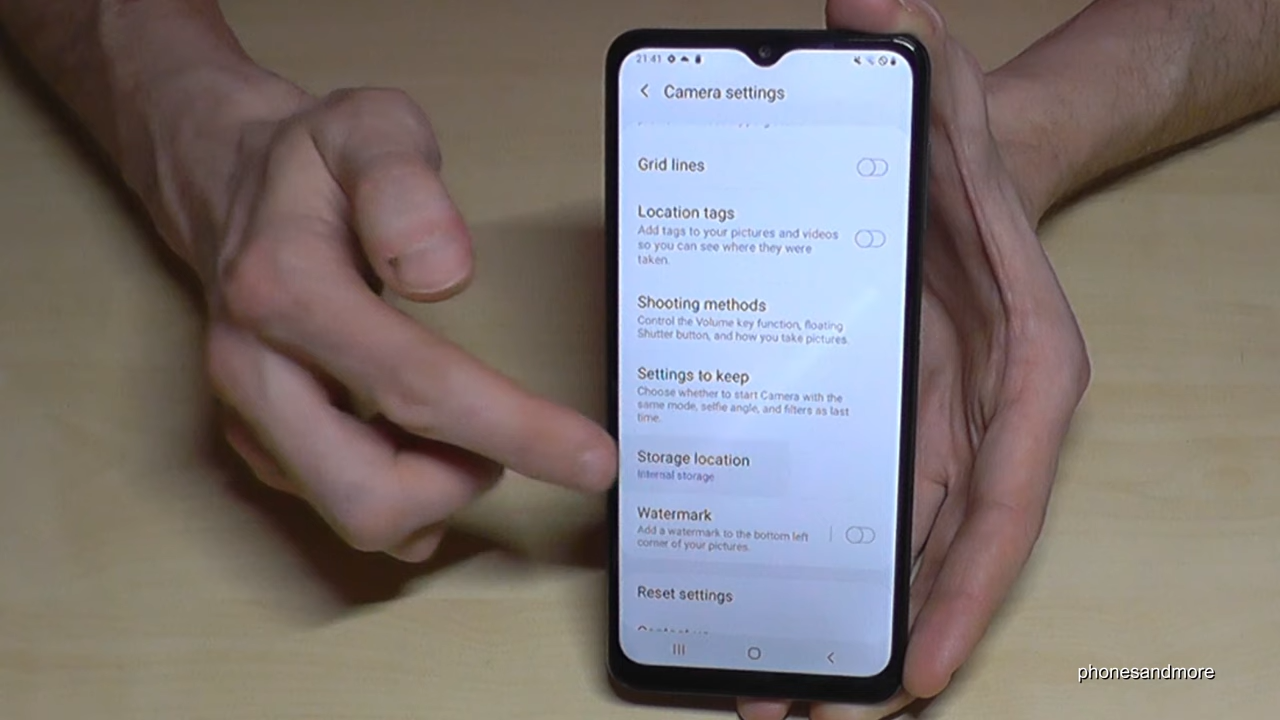 21:41
Camera settings
Grid lines
Location tags
Add tags to your pictures and videos
so you can see where they were
taken.
Shooting methods
Control the Volume key function, floating
Shutter button, and how you take pictures.
Settings to keep
Choose whether to start Camera with the
same mode, selfie angle, and filters as last
time.
Storage location
Internal storage
Watermark
Add a watermark to the bottom left
corner of your pictures.
Reset settings
phonesandmore